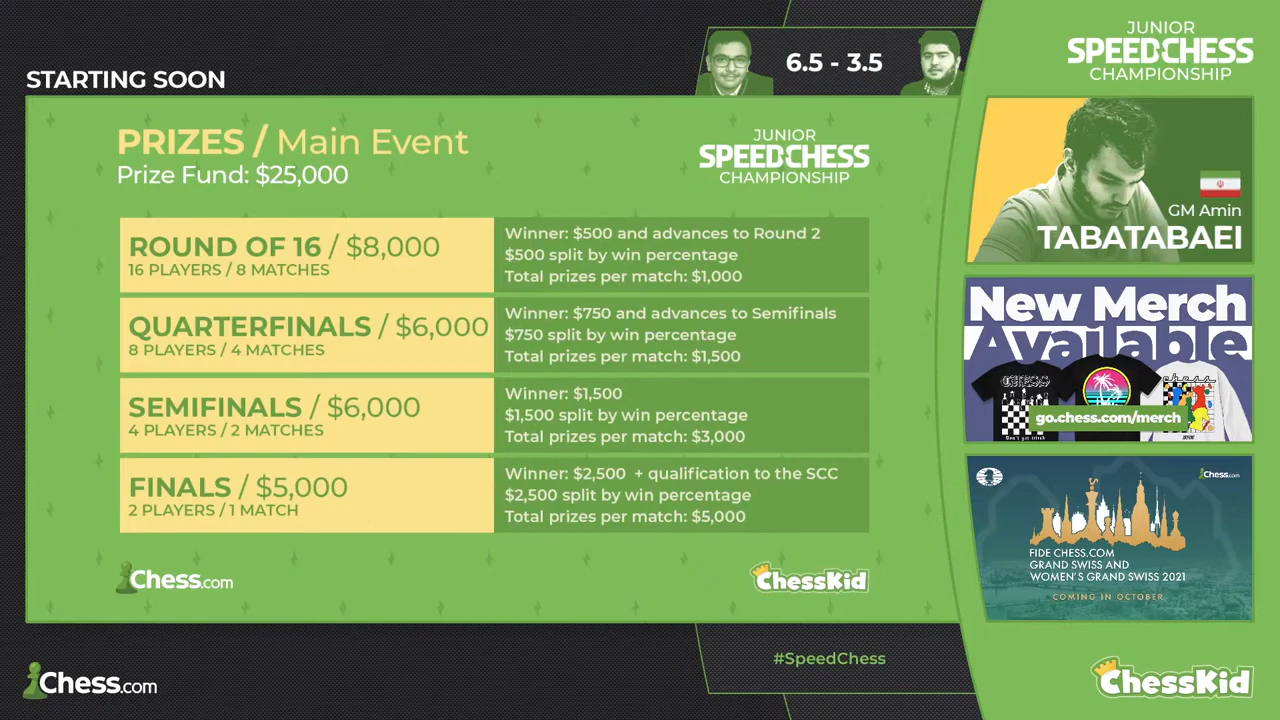 STARTING SOON
6.5 - 3.5
PRIZES / Main Event
Prize Fund: $25,000
JUNIOR
SPEEDCHESS
CHAMPIONSHIP
ROUND OF 16 / $8,000
16 PLAYERS / 8 MATCHES
Winner: $500 and advances to Round 2
$500 split by win percentage
Total prizes per match: $1,000
QUARTERFINALS / $6,000
8 PLAYERS / 4 MATCHES
Winner: $750 and advances to Semifinals
$750 split by win percentage
Total prizes per match: $1,500
SEMIFINALS / $6,000
4 PLAYERS / 2 MATCHES
Winner: $1,500
$1,500 split by win percentage
Total prizes per match: $3,000
FINALS / $5,000
2 PLAYERS / 1 MATCH
Winner: $2,500 + qualification to the SCC
$2,500 split by win percentage
Total prizes per match: $5,000
Chess.com
ChessKid
#SpeedChess
Chess.com
JUNIOR
SPEEDCHESS
CHAMPIONSHIP
GM Amin
TABATABAEI
New Merch
Available
CHESS
chess
go.chess.com/merch
Chess.com
FIDE CHESS.COM
GRAND SWISS AND
WOMEN'S GRAND SWISS 2021
COMING IN OCTOBER
ChessKid